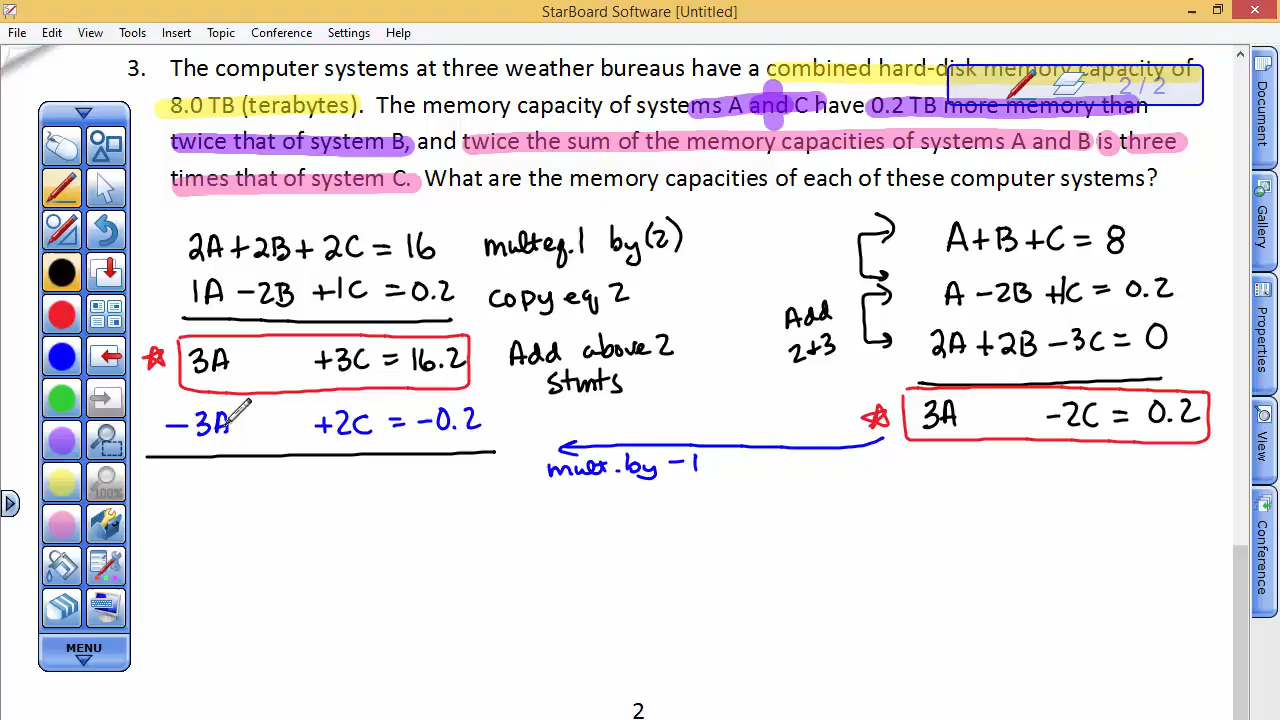 StarBoard Software [Untitled]
File Edit View Tools Insert Topic Conference Settings Help
3. The computer systems at three weather bureaus have a combined hard-disk memory capacity of
8.0 TB (terabytes). The memory capacity of systems A and C have 0.2 TB more memory than
twice that of system B, and twice the sum of the memory capacities of systems A and B is three
times that of system C. What are the memory capacities of each of these computer systems?
2 / 2
2A + 2B + 2C = 16 mult eq. 1 by (2)
1A - 2B + 1C = 0.2 copy eq 2
3A + 3C = 16.2 Add above 2
stmts
- 3A + 2C = - 0.2
mult. by - 1
A + B + C = 8
A - 2B + 1C = 0.2
2A + 2B - 3C = 0
Add
2+3
3A - 2C = 0.2
100%
MENU
Document
Gallery
Properties
View
Conference
2